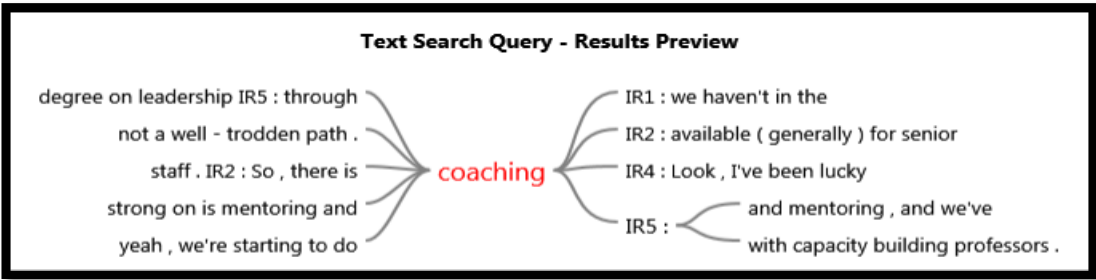 Text Search Query - Results Preview
degree on leadership IR5 : through
not a well - trodden path .
staff . IR2 : So , there is
strong on is mentoring and
yeah , we're starting to do
coaching
IR1 : we haven't in the
IR2 : available ( generally ) for senior
IR4 : Look , I've been lucky
IR5 :
and mentoring , and we've
with capacity building professors .